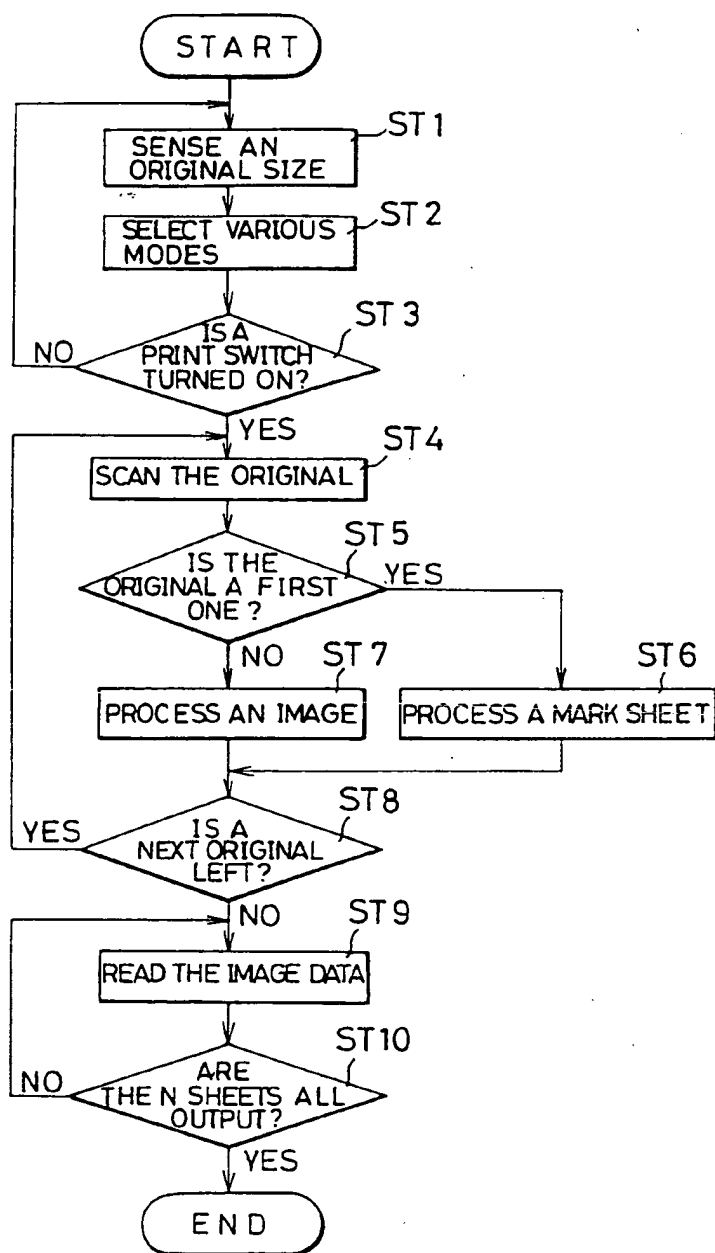 START
ST1
SENSE AN
ORIGINAL SIZE
ST2
SELECT VARIOUS
MODES
ST3
IS A
PRINT SWITCH
TURNED ON?
NO
YES
ST4
SCAN THE ORIGINAL
ST5
IS THE
ORIGINAL A FIRST
ONE?
YES
NO
ST7
PROCESS AN IMAGE
ST6
PROCESS A MARK SHEET
ST8
IS A
NEXT ORIGINAL
LEFT?
YES
NO
ST9
READ THE IMAGE DATA
ST10
ARE
THE N SHEETS ALL
OUTPUT?
NO
YES
END